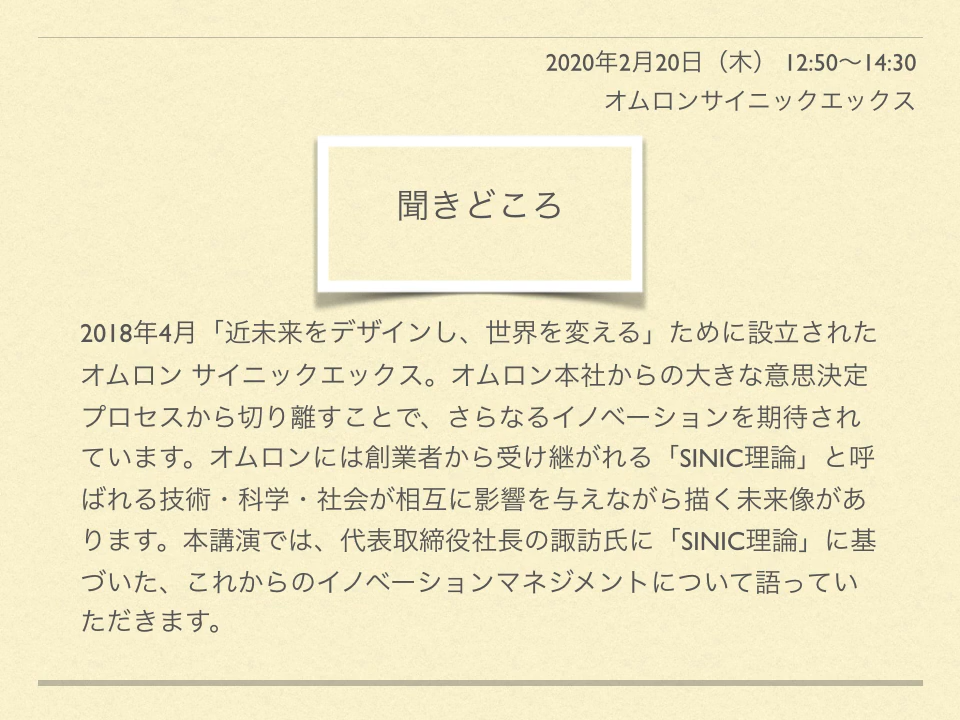 2020年2月20日（木） 12:50〜14:30
オムロンサイニックエックス
聞きどころ
2018年4月「近未来をデザインし、世界を変える」ために設立された
オムロン サイニックエックス。オムロン本社からの大きな意思決定
プロセスから切り離すことで、さらなるイノベーションを期待され
ています。オムロンには創業者から受け継がれる「SINIC理論」と呼
ばれる技術・科学・社会が相互に影響を与えながら描く未来像があ
ります。本講演では、代表取締役社長の諏訪氏に「SINIC理論」に基
づいた、これからのイノベーションマネジメントについて語ってい
ただきます。